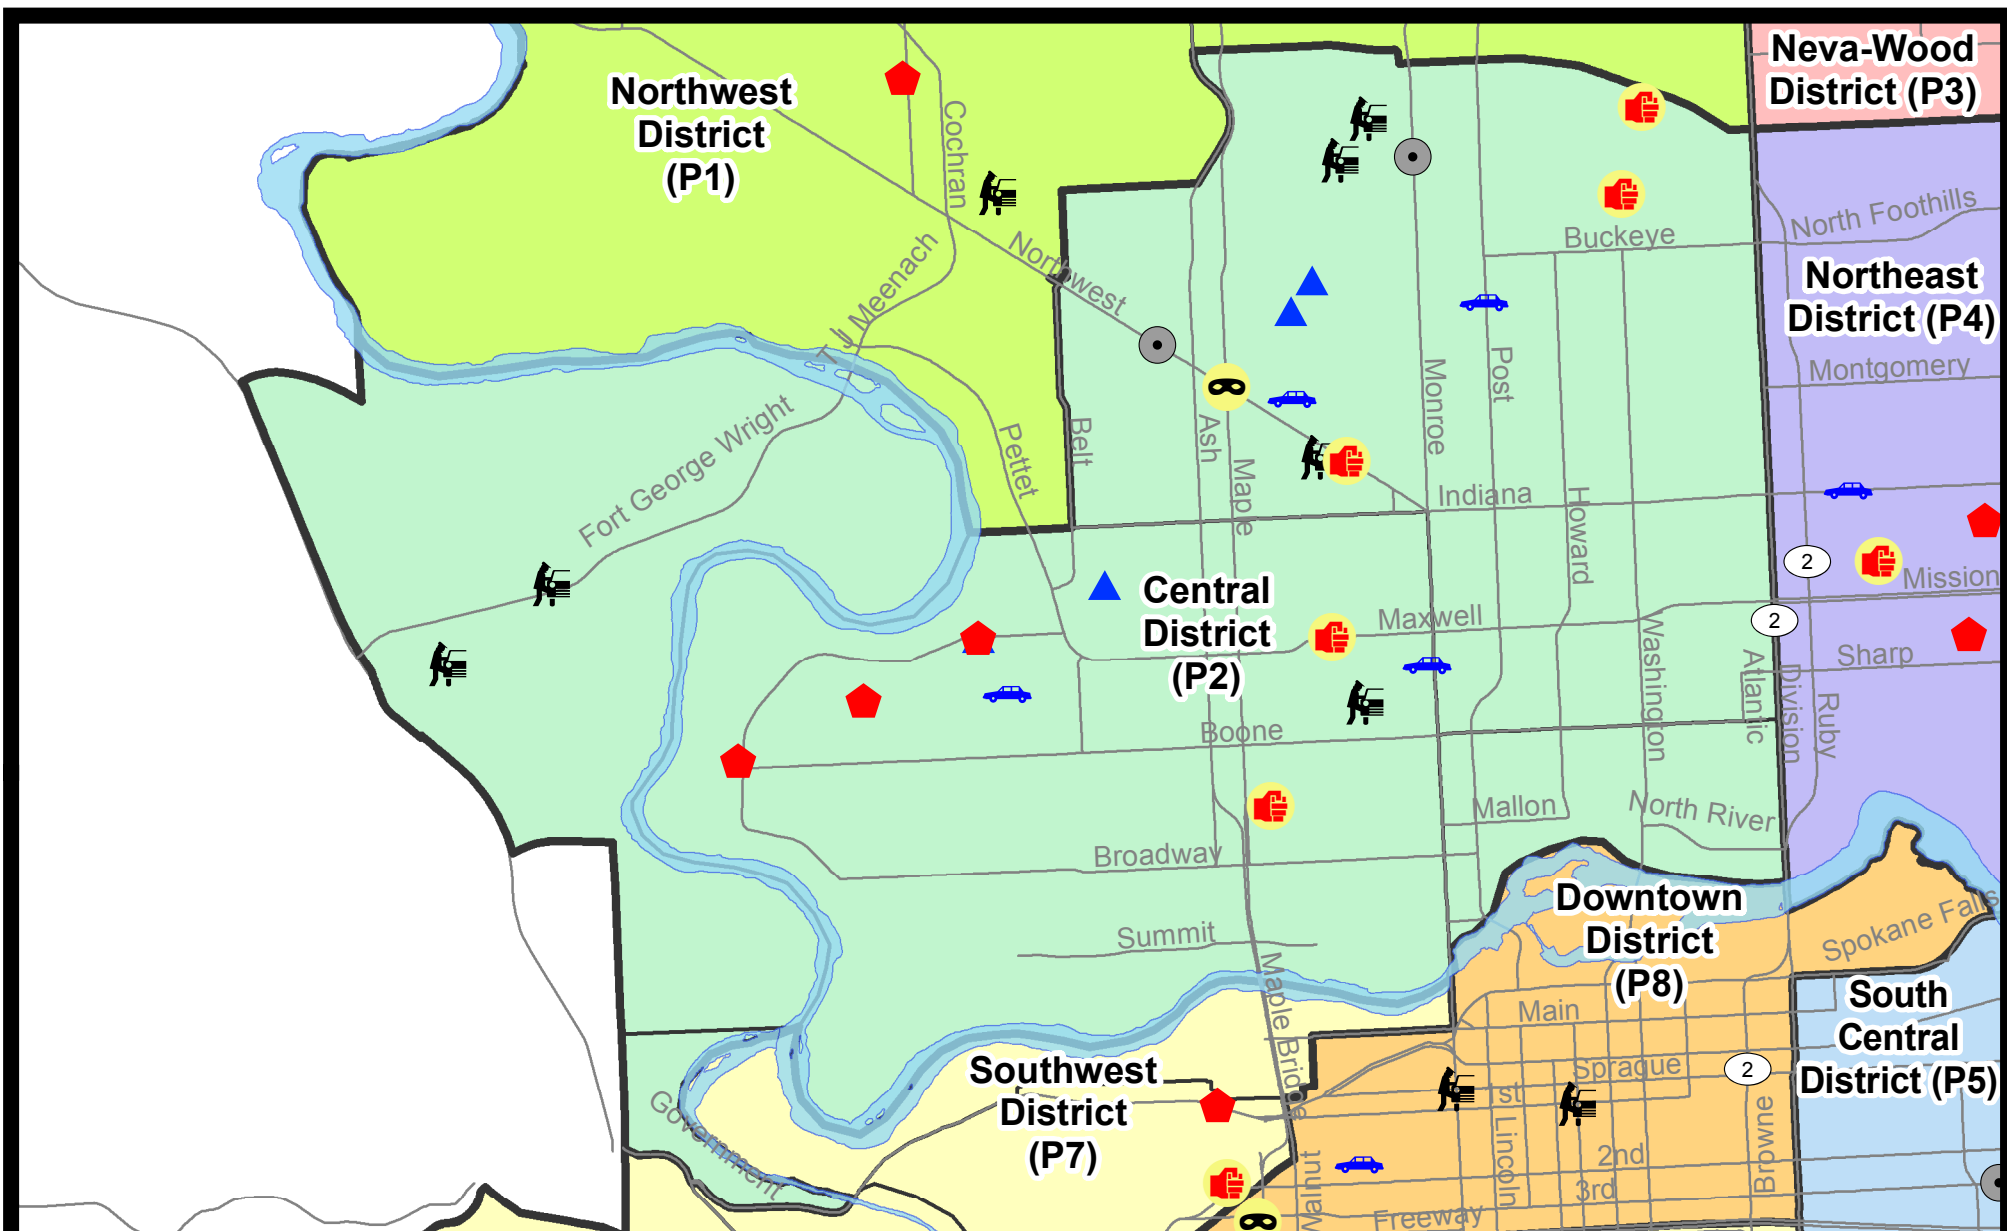 Neva-Wood
District (P3)
Northwest
District
(P1)
Cochran
North Foothills
Buckeye
Northwest
Northeast
District (P4)
T J Meenach
Montgomery
Post
Monroe
Fort George Wright
Pettet
Belt
Ash
Maple
Indiana
Howard
2
Mission
Central
District
(P2)
Maxwell
2
Washington
Atlantic
Division
Ruby
Sharp
Boone
Mallon
North River
Broadway
Downtown
District
(P8)
Spokane Falls
Summit
Maple Bridge
Main
South
Central
District (P5)
Southwest
District
(P7)
Sprague
2
1st
Lincoln
Government
Walnut
2nd
3rd
Browne
Freeway